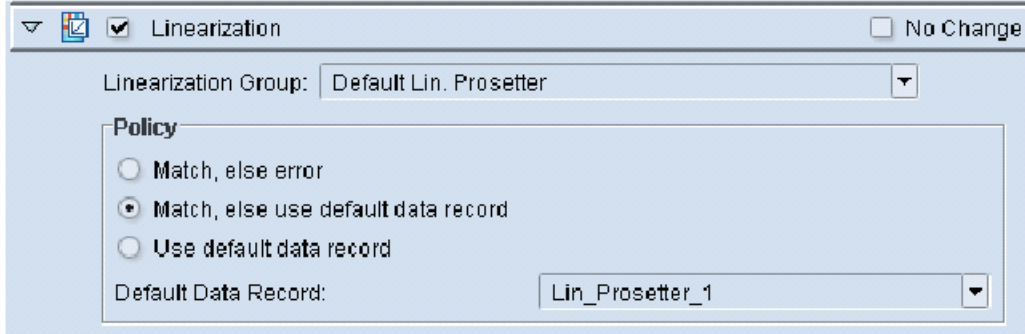 Linearization No Change
Linearization Group: Default Lin. Prosetter
Policy
Match, else error
Match, else use default data record
Use default data record
Default Data Record: Lin_Prosetter_1